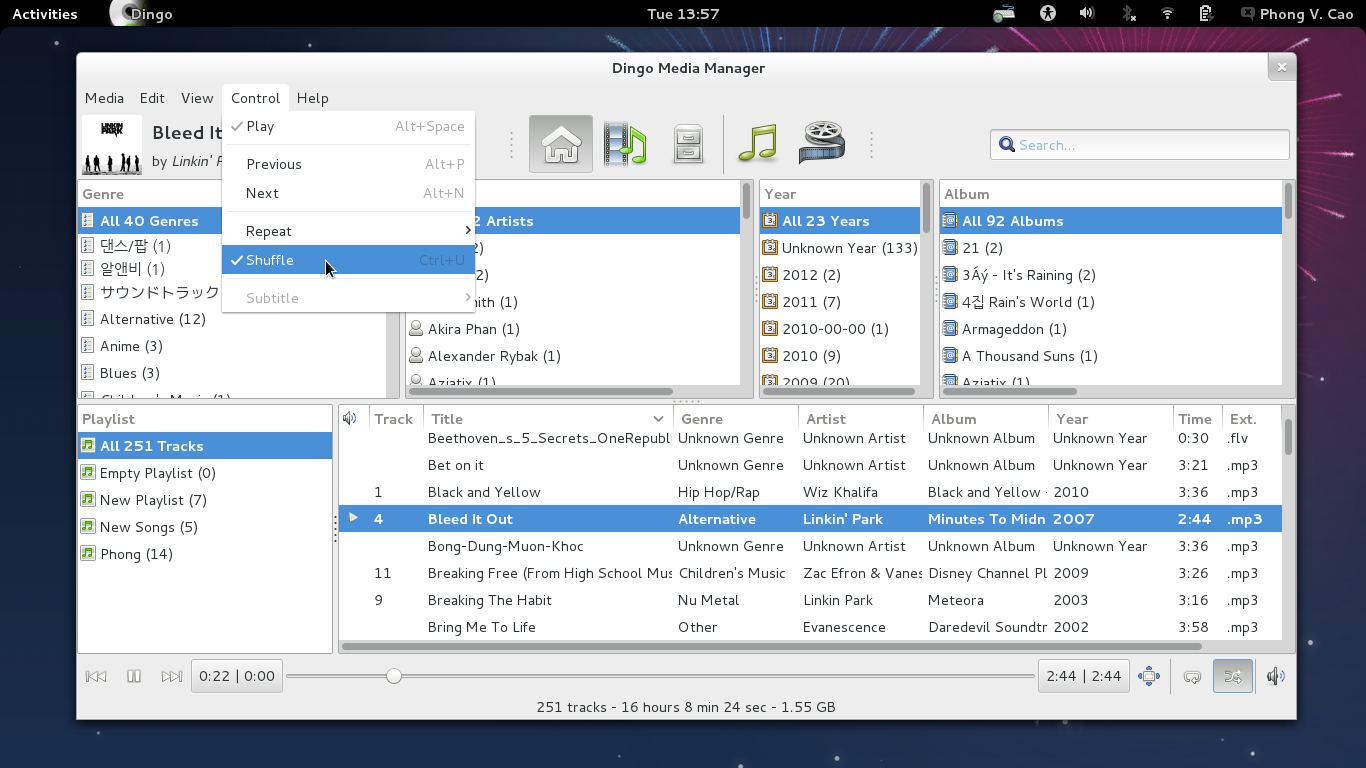 Activities Dingo Tue 13:57 Phong V. Cao
Dingo Media Manager
Media Edit View Control Help
LINKIN PARK
Bleed It
by Linkin' P
Play Alt+Space
Previous Alt+P
Next Alt+N
Repeat
Shuffle Ctrl+U
Subtitle
Search...
Genre
All 40 Genres
댄스/팝 (1)
알앤비 (1)
サウンドトラック
Alternative (12)
Anime (3)
Blues (3)
Children's Music (1)
2 Artists
2)
(2)
mith (1)
Akira Phan (1)
Alexander Rybak (1)
Aziatix (1)
Year
All 23 Years
Unknown Year (133)
2012 (2)
2011 (7)
2010-00-00 (1)
2010 (9)
2009 (20)
Album
All 92 Albums
21 (2)
3Áý - It's Raining (2)
4집 Rain's World (1)
Armageddon (1)
A Thousand Suns (1)
Aziatix (1)
Playlist
All 251 Tracks
Empty Playlist (0)
New Playlist (7)
New Songs (5)
Phong (14)
Track Title Genre Artist Album Year Time Ext.
Beethoven_s_5_Secrets_OneRepubl Unknown Genre Unknown Artist Unknown Album Unknown Year 0:30 .flv
Bet on it Unknown Genre Unknown Artist Unknown Album Unknown Year 3:21 .mp3
1 Black and Yellow Hip Hop/Rap Wiz Khalifa Black and Yellow · 2010 3:36 .mp3
4 Bleed It Out Alternative Linkin' Park Minutes To Midn 2007 2:44 .mp3
Bong-Dung-Muon-Khoc Unknown Genre Unknown Artist Unknown Album Unknown Year 3:36 .mp3
11 Breaking Free (From High School Mus Children's Music Zac Efron & Vanes Disney Channel Pl 2009 3:26 .mp3
9 Breaking The Habit Nu Metal Linkin Park Meteora 2003 3:16 .mp3
Bring Me To Life Other Evanescence Daredevil Soundtr 2002 3:58 .mp3
0:22 | 0:00 2:44 | 2:44
251 tracks - 16 hours 8 min 24 sec - 1.55 GB